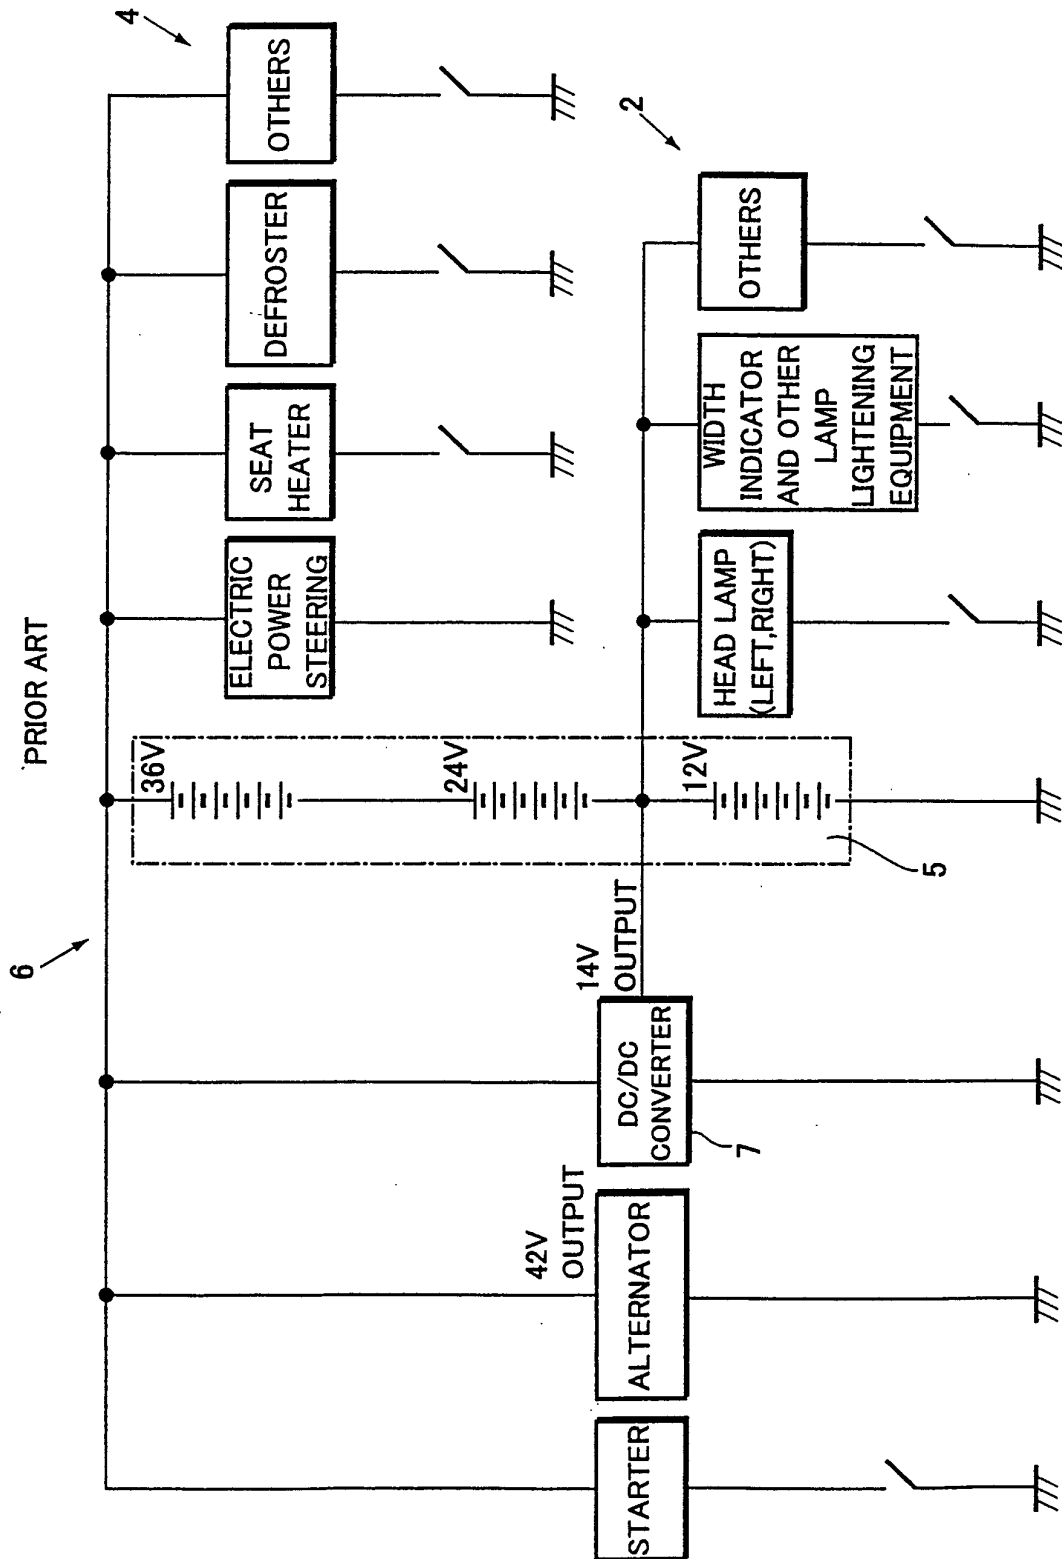 PRIOR ART
6
4
36V
24V
12V
5
ELECTRIC
POWER
STEERING
SEAT
HEATER
DEFROSTER
OTHERS
2
HEAD LAMP
(LEFT,RIGHT)
WIDTH
INDICATOR
AND OTHER
LAMP
LIGHTENING
EQUIPMENT
OTHERS
STARTER
42V
OUTPUT
ALTERNATOR
14V
OUTPUT
DC/DC
CONVERTER
7